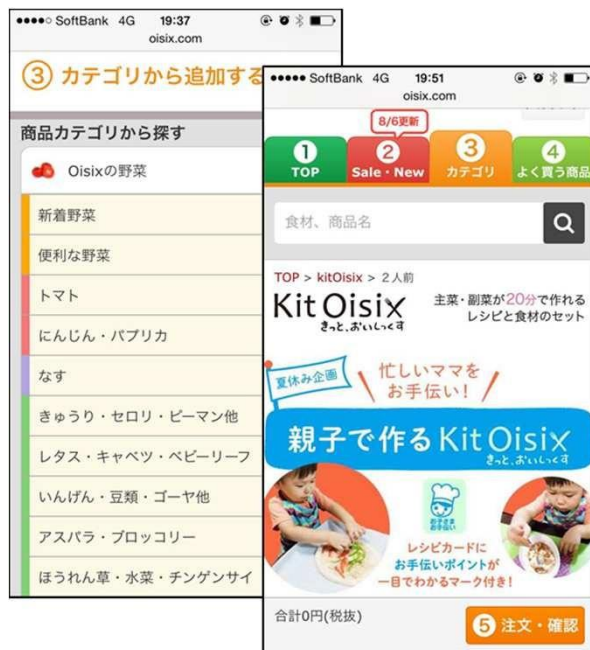 SoftBank 4G 19:37
oisix.com
③ カテゴリから追加する
商品カテゴリから探す
Oisixの野菜
新着野菜
便利な野菜
トマト
にんじん・パプリカ
なす
きゅうり・セロリ・ピーマン他
レタス・キャベツ・ベビーリーフ
いんげん・豆類・ゴーヤ他
アスパラ・ブロッコリー
ほうれん草・水菜・チンゲンサイ
SoftBank 4G 19:51
oisix.com
8/6更新
1 TOP
2 Sale・New
3 カテゴリ
4 よく買う商品
食材、商品名
TOP > kitOisix > 2人前
Kit Oisix
きっと、おいしっくす
主菜・副菜が20分で作れる
レシピと食材のセット
夏休み企画
忙しいママを
お手伝い!
親子で作る Kit Oisix
きっと、おいしっくす
お子さま
お手伝い
レシピカードに
お手伝いポイントが
一目でわかるマーク付き!
合計0円(税抜)
5 注文・確認